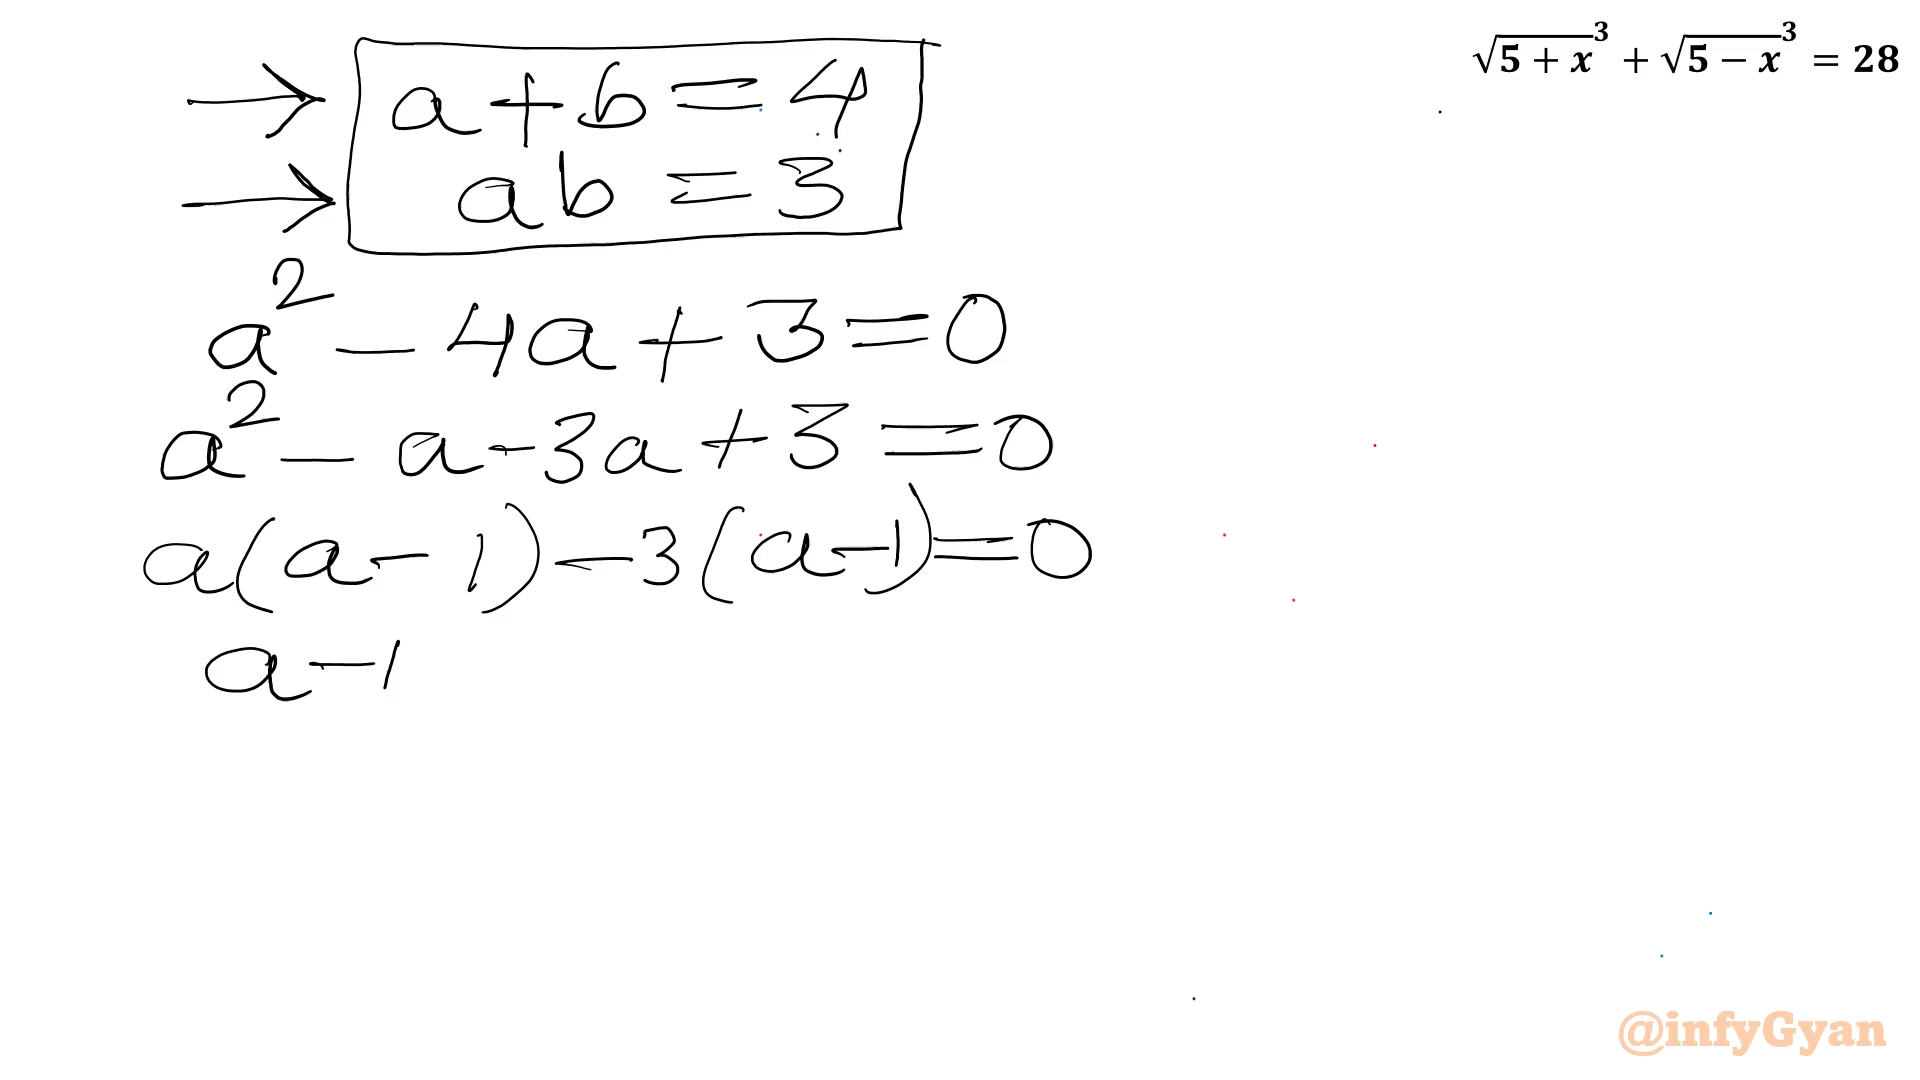 √5 + x³ + √5 − x³ = 28
a + b = 4
ab = 3
a² − 4a + 3 = 0
a² − a − 3a + 3 = 0
a(a − 1) − 3(a − 1) = 0
a − 1
@infyGyan